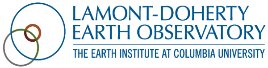 LAMONT-DOHERTY
EARTH OBSERVATORY
THE EARTH INSTITUTE AT COLUMBIA UNIVERSITY